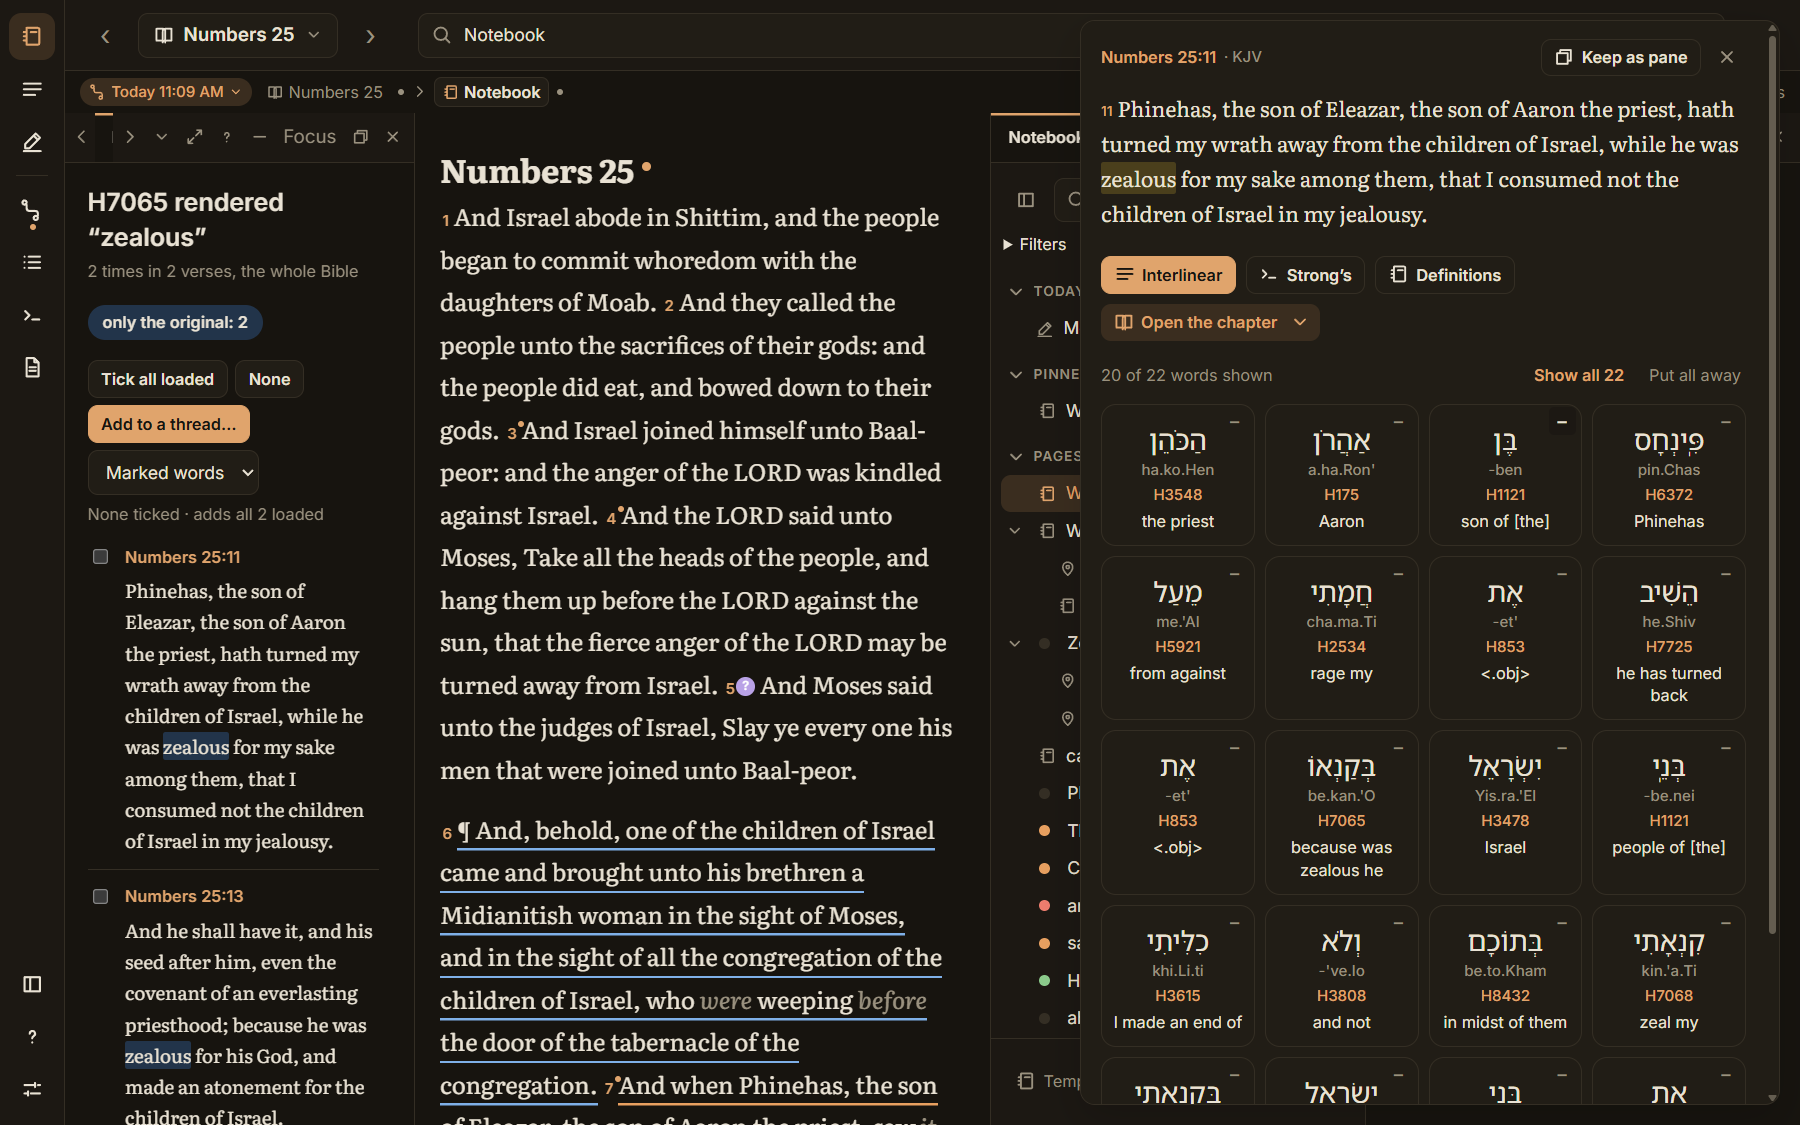 Numbers 25
Notebook
Today 11:09 AM
Numbers 25
Notebook
Focus
H7065 rendered
“zealous”
2 times in 2 verses, the whole Bible
only the original: 2
Tick all loaded
None
Add to a thread...
Marked words
None ticked · adds all 2 loaded
Numbers 25:11
Phinehas, the son of
Eleazar, the son of Aaron
the priest, hath turned my
wrath away from the
children of Israel, while he
was zealous for my sake
among them, that I
consumed not the children
of Israel in my jealousy.
Numbers 25:13
And he shall have it, and his
seed after him, even the
covenant of an everlasting
priesthood; because he was
zealous for his God, and
made an atonement for the
children of Israel.
Numbers 25
1 And Israel abode in Shittim, and the people
began to commit whoredom with the
daughters of Moab. 2 And they called the
people unto the sacrifices of their gods: and
the people did eat, and bowed down to their
gods. 3 And Israel joined himself unto Baal-
peor: and the anger of the LORD was kindled
against Israel. 4 And the LORD said unto
Moses, Take all the heads of the people, and
hang them up before the LORD against the
sun, that the fierce anger of the LORD may be
turned away from Israel. 5 ? And Moses said
unto the judges of Israel, Slay ye every one his
men that were joined unto Baal-peor.
6 ¶ And, behold, one of the children of Israel
came and brought unto his brethren a
Midianitish woman in the sight of Moses,
and in the sight of all the congregation of the
children of Israel, who were weeping before
the door of the tabernacle of the
congregation. 7 And when Phinehas, the son
of Eleazar, the son of Aaron the priest, saw it
Notebook
Filters
TODAY
PINNE
PAGES
Temp
Numbers 25:11 · KJV
Keep as pane
11 Phinehas, the son of Eleazar, the son of Aaron the priest, hath
turned my wrath away from the children of Israel, while he was
zealous for my sake among them, that I consumed not the
children of Israel in my jealousy.
Interlinear
Strong’s
Definitions
Open the chapter
20 of 22 words shown
Show all 22
Put all away
הַכֹּהֵן
ha.ko.Hen
H3548
the priest
אַהֲרֹן
a.ha.Ron'
H175
Aaron
בֶּן
-ben
H1121
son of [the]
פִּינְחָס
pin.Chas
H6372
Phinehas
מֵעַל
me.'Al
H5921
from against
חֲמָתִי
cha.ma.Ti
H2534
rage my
אֶת
-et'
H853
<.obj>
הֵשִׁיב
he.Shiv
H7725
he has turned
back
אֶת
-et'
H853
<.obj>
בְּקַנְאוֹ
be.kan.'O
H7065
because was
zealous he
יִשְׂרָאֵל
Yis.ra.'El
H3478
Israel
בְּנֵי
-be.nei
H1121
people of [the]
כִלִּיתִי
khi.Li.ti
H3615
I made an end of
וְלֹא
-'ve.lo
H3808
and not
בְּתוֹכָם
be.to.Kham
H8432
in midst of them
קִנְאָתִי
kin.'a.Ti
H7068
zeal my
בקנאתי
ישראל
בני
את